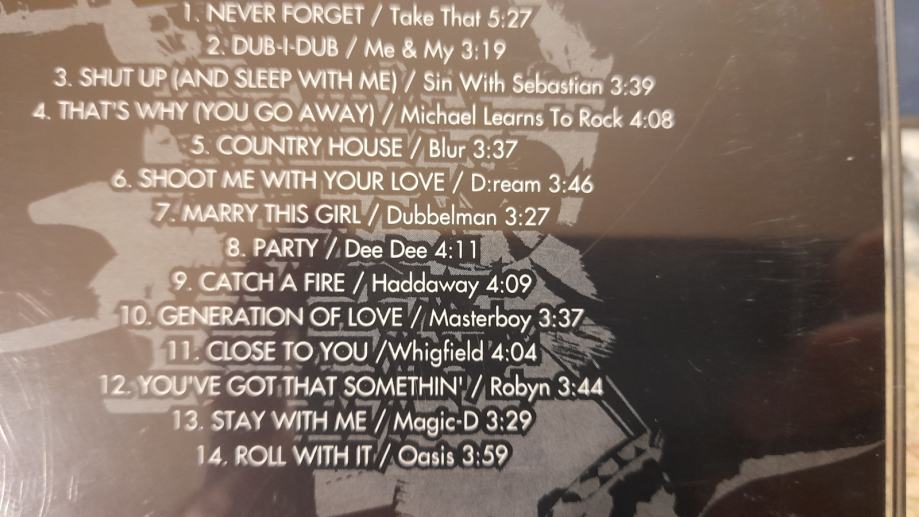 1. NEVER FORGET / Take That 5:27
2. DUB-I-DUB / Me & My 3:19
3. SHUT UP (AND SLEEP WITH ME) / Sin With Sebastian 3:39
4. THAT'S WHY (YOU GO AWAY) / Michael Learns To Rock 4:08
5. COUNTRY HOUSE / Blur 3:37
6. SHOOT ME WITH YOUR LOVE / D:ream 3:46
7. MARRY THIS GIRL / Dubbelman 3:27
8. PARTY / Dee Dee 4:11
9. CATCH A FIRE / Haddaway 4:09
10. GENERATION OF LOVE / Masterboy 3:37
11. CLOSE TO YOU /Whigfield 4:04
12. YOU'VE GOT THAT SOMETHIN' / Robyn 3:44
13. STAY WITH ME / Magic-D 3:29
14. ROLL WITH IT / Oasis 3:59